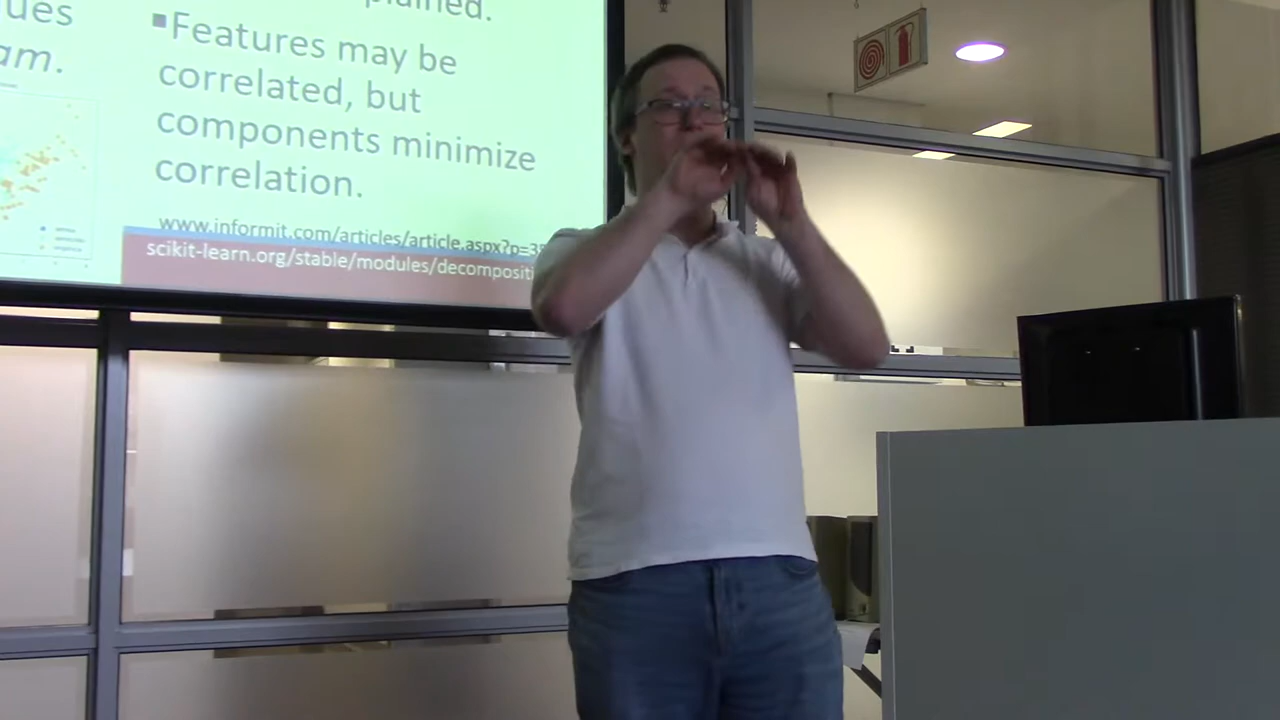 am.
Features may be
correlated, but
components minimize
correlation.
www.informit.com/articles/article.aspx?p=
scikit-learn.org/stable/modules/decompositi